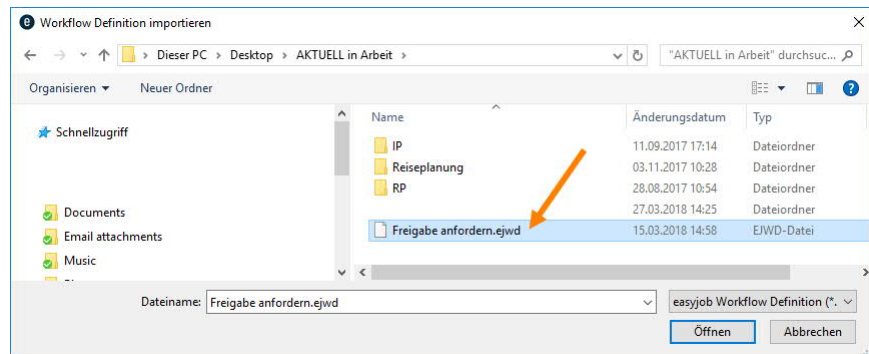 Workflow Definition importieren
Dieser PC > Desktop > AKTUELL in Arbeit >
"AKTUELL in Arbeit" durchsuc...
Organisieren
Neuer Ordner
Name
Änderungsdatum
Typ
Schnellzugriff
IP
11.09.2017 17:14
Dateiordner
Reiseplanung
03.11.2017 10:28
Dateiordner
RP
28.08.2017 10:54
Dateiordner
Documents
27.03.2018 14:25
Dateiordner
Email attachments
Freigabe anfordern.ejwd
15.03.2018 14:58
EJWD-Datei
Music
Dateiname:
Freigabe anfordern.ejwd
easyjob Workflow Definition (*.
Öffnen
Abbrechen